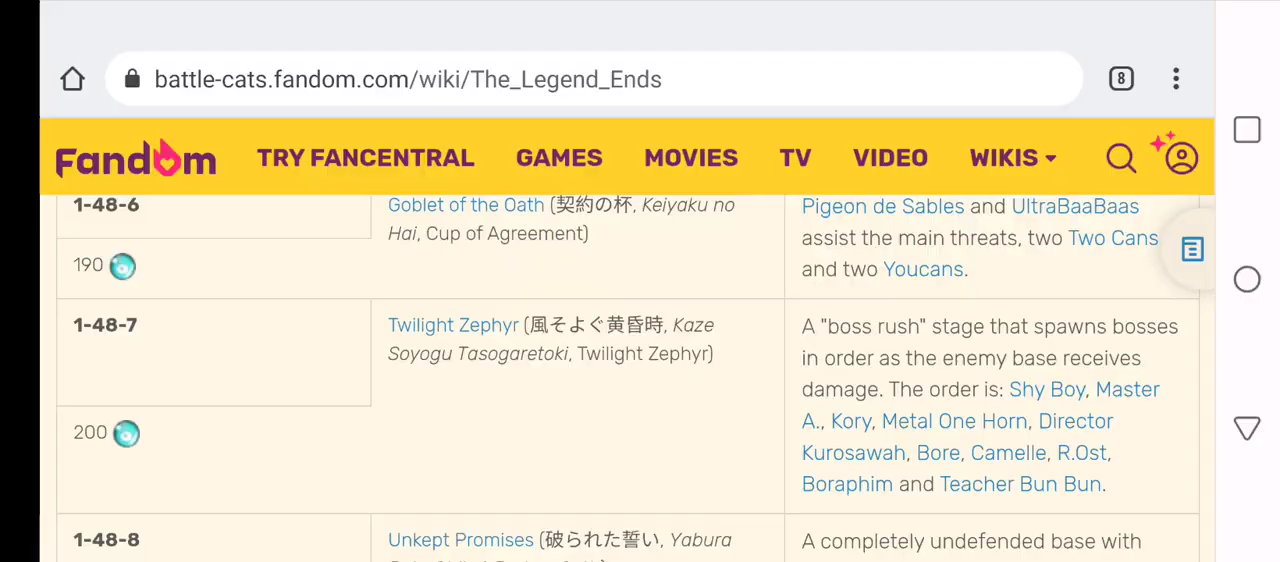 battle-cats.fandom.com/wiki/The_Legend_Ends
8
Fandom TRY FANCENTRAL GAMES MOVIES TV VIDEO WIKIS
1-48-6
190
Goblet of the Oath (契約の杯, Keiyaku no
Hai, Cup of Agreement)
Pigeon de Sables and UltraBaaBaas
assist the main threats, two Two Cans
and two Youcans.
1-48-7
200
Twilight Zephyr (風そよぐ黄昏時, Kaze
Soyogu Tasogaretoki, Twilight Zephyr)
A "boss rush" stage that spawns bosses
in order as the enemy base receives
damage. The order is: Shy Boy, Master
A., Kory, Metal One Horn, Director
Kurosawah, Bore, Camelle, R.Ost,
Boraphim and Teacher Bun Bun.
1-48-8
Unkept Promises (破られた誓い, Yabura
A completely undefended base with